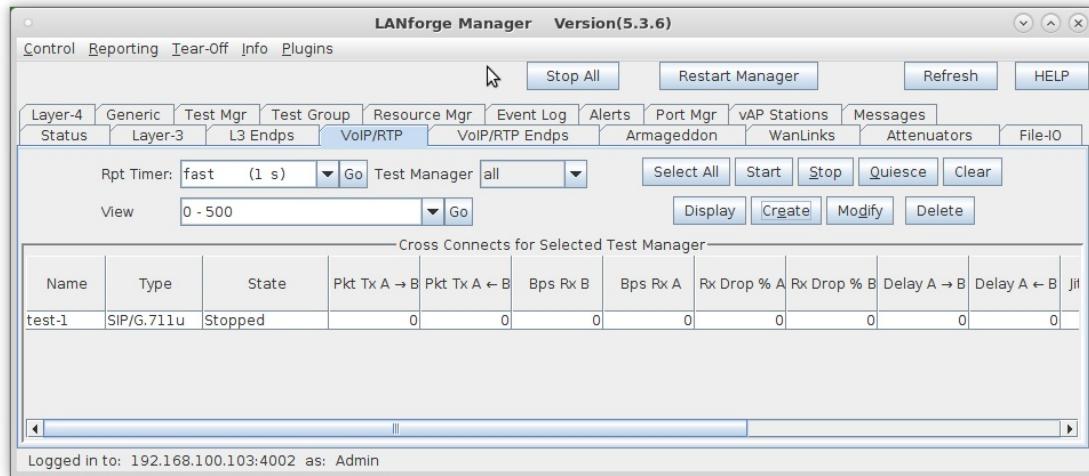 LANforge Manager Version(5.3.6)
Control Reporting Tear-Off Info Plugins
Stop All Restart Manager Refresh HELP
Layer-4 Generic Test Mgr Test Group Resource Mgr Event Log Alerts Port Mgr vAP Stations Messages
Status Layer-3 L3 Endps VoIP/RTP VoIP/RTP Endps Armageddon WanLinks Attenuators File-IO
Rpt Timer: fast (1 s) Go Test Manager all Select All Start Stop Quiesce Clear
View 0 - 500 Go Display Create Modify Delete
Cross Connects for Selected Test Manager
Name Type State Pkt Tx A → B Pkt Tx A ← B Bps Rx B Bps Rx A Rx Drop % A Rx Drop % B Delay A → B Delay A ← B
test-1 SIP/G.711u Stopped 0 0 0 0 0 0 0 0
Logged in to: 192.168.100.103:4002 as: Admin